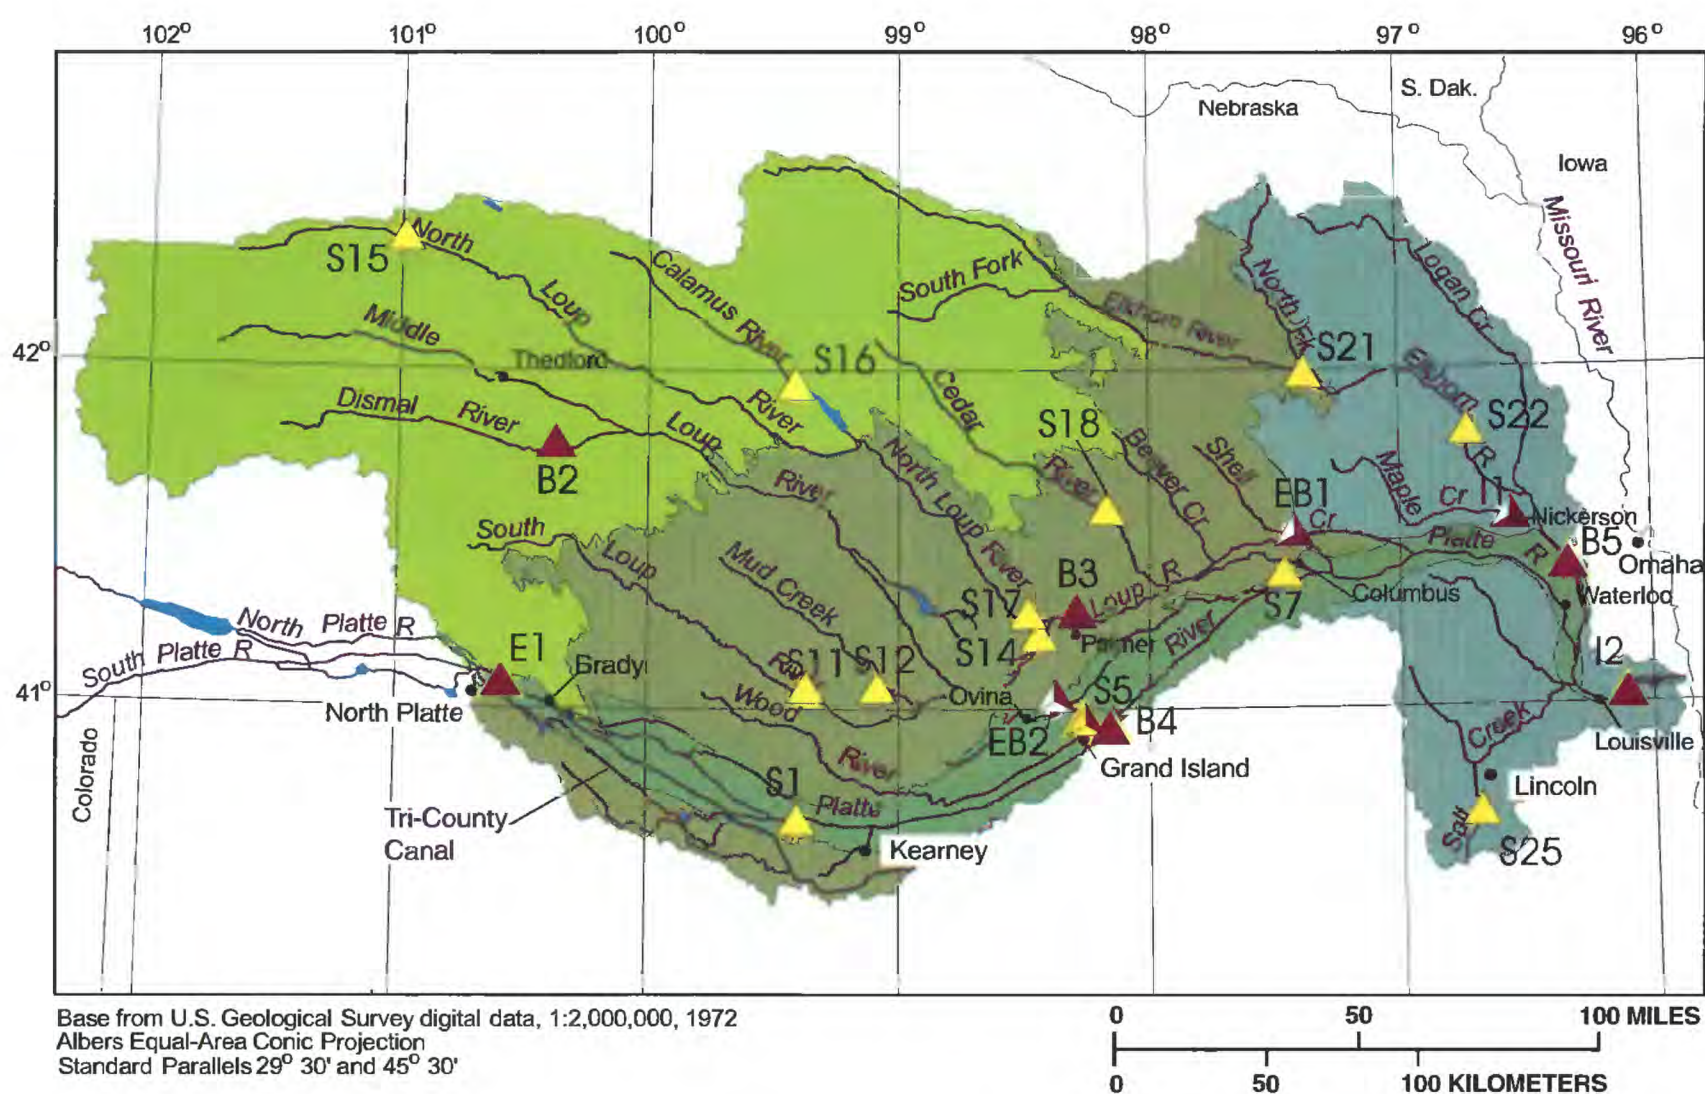 102° 101° 100° 99° 98° 97° 96°
S. Dak.
Nebraska
Iowa
Missouri River
North
S15
Loup
Calamus River
South Fork
Elkhorn River
North Fk
Logan Cr
Middle
42°
Thedford
S16
S21
Elkhorn
R
Dismal River
River
Cedar
River
S18
S22
B2
Loup
River
North Loup River
Beaver Cr
Shell
Cr
EB1
Maple
Cr
I1
Nickerson
South
Loup
River
Mud Creek
B3
Platte
R
B5
Omaha
S17
Loup R
Columbus
Waterloo
S7
North Platte R
South Platte R
E1
Brady
S14
Palmer
River
I2
S11
S12
41°
Ovina
S5
North Platte
Wood
River
EB2
B4
Creek
Louisville
Grand Island
Colorado
S1
Platte
Lincoln
Tri-County
Canal
Kearney
Salt
S25
Base from U.S. Geological Survey digital data, 1:2,000,000, 1972
Albers Equal-Area Conic Projection
Standard Parallels 29° 30' and 45° 30'
0 50 100 MILES
0 50 100 KILOMETERS